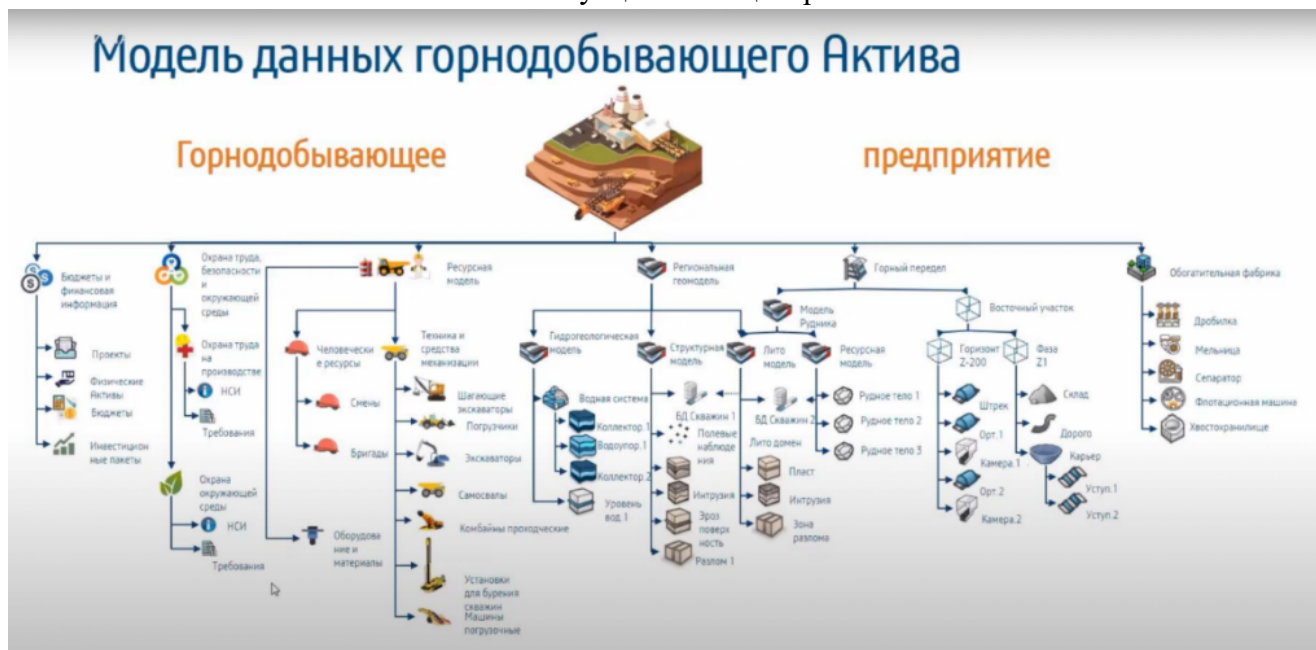 Модель данных горнодобывающего Актива
Горнодобывающее
предприятие
Бюджеты и
финансовая
информация
Проекты
Физические
Активы
Бюджеты
Инвестицион
ные пакеты
Охрана труда,
безопасности
и
окружающей
среды
Охрана труда
на
производстве
НСИ
Требования
Охрана
окружающей
среды
НСИ
Требования
Ресурсная
модель
Человечески
е ресурсы
Смены
Бригады
Оборудова
ние и
материалы
Техника и
средства
механизации
Шагающие
экскаваторы
Погрузчики
Экскаваторы
Самосвалы
Комбайны проходческие
Установки
для бурения
скважин
Машины
погрузочные
Региональная
геомодель
Гидрогеологическая
модель
Водная система
Коллектор.1
Водоупор.1
Коллектор.2
Уровень
вод.1
Структурная
модель
БД Скважин 1
Полевые
наблюде
ния
Интрузия
Эроз
поверх
ность
Разлом 1
Горный передел
Модель
Рудника
Лито
модель
БД Скважин 2
Лито домен
Пласт
Интрузия
Зона
разлома
Ресурсная
модель
Рудное тело 1
Рудное тело 2
Рудное тело 3
Восточный участок
Горизонт
Z-200
Штрек
Орт.1
Камера.1
Орт.2
Камера.2
Фаза
Z1
Склад
Дорого
Карьер
Уступ.1
Уступ.2
Обогатительная фабрика
Дробилка
Мельница
Сепаратор
Флотационная машина
Хвостохранилище